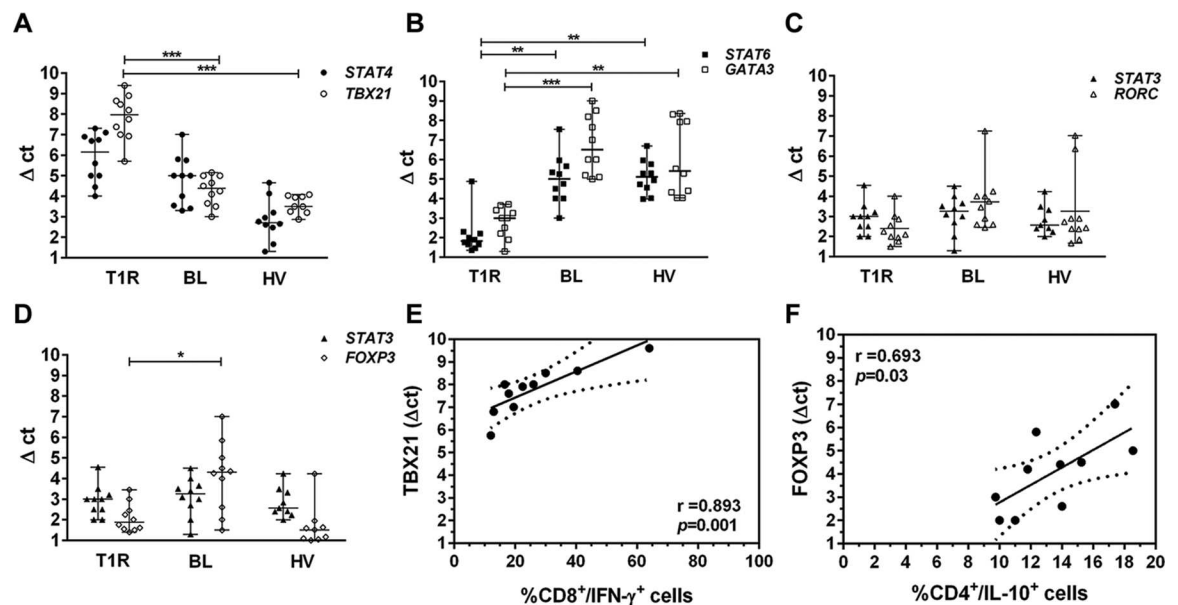 A
***
***
STAT4
TBX21
10
9
8
7
6
5
4
3
2
1
Δ ct
T1R BL HV
B
**
**
**
***
STAT6
GATA3
10
9
8
7
6
5
4
3
2
1
Δ ct
T1R BL HV
C
STAT3
RORC
10
9
8
7
6
5
4
3
2
1
Δ ct
T1R BL HV
D
*
STAT3
FOXP3
10
9
8
7
6
5
4
3
2
1
Δ ct
T1R BL HV
E
10
9
8
7
6
5
4
3
2
1
TBX21 (Δct)
r =0.893
p=0.001
0 20 40 60 80 100
%CD8+/IFN-γ+ cells
F
10
9
8
7
6
5
4
3
2
1
FOXP3 (Δct)
r =0.693
p=0.03
0 2 4 6 8 10 12 14 16 18 20
%CD4+/IL-10+ cells